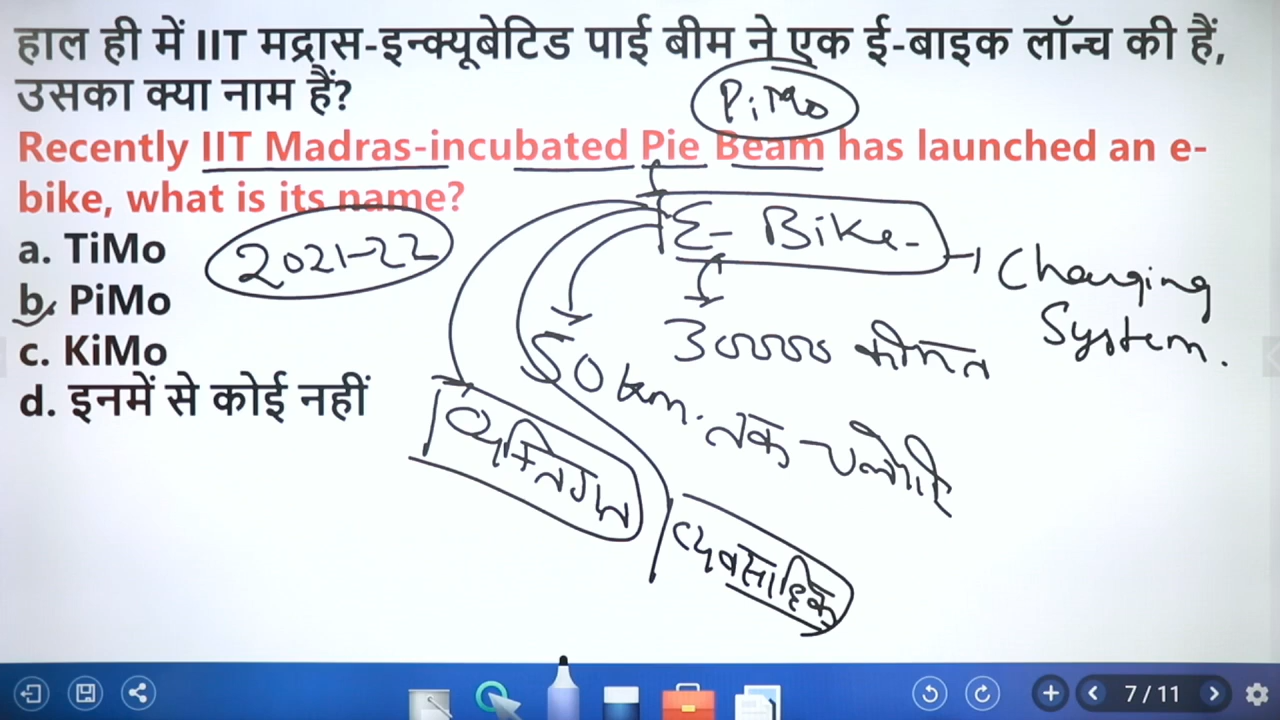 हाल ही में IIT मद्रास-इन्क्यूबेटिड पाई बीम ने एक ई-बाइक लॉन्च की हैं,
उसका क्या नाम हैं?
PiMo
Recently IIT Madras-incubated Pie Beam has launched an e-
bike, what is its name?
a. TiMo
2021-22
E-Bike
b. PiMo
Changing
System.
c. KiMo
30000 कीमत
50 km. तक चलेगी
d. इनमें से कोई नहीं
व्यक्तिगत
व्यवसाहिक
7 / 11